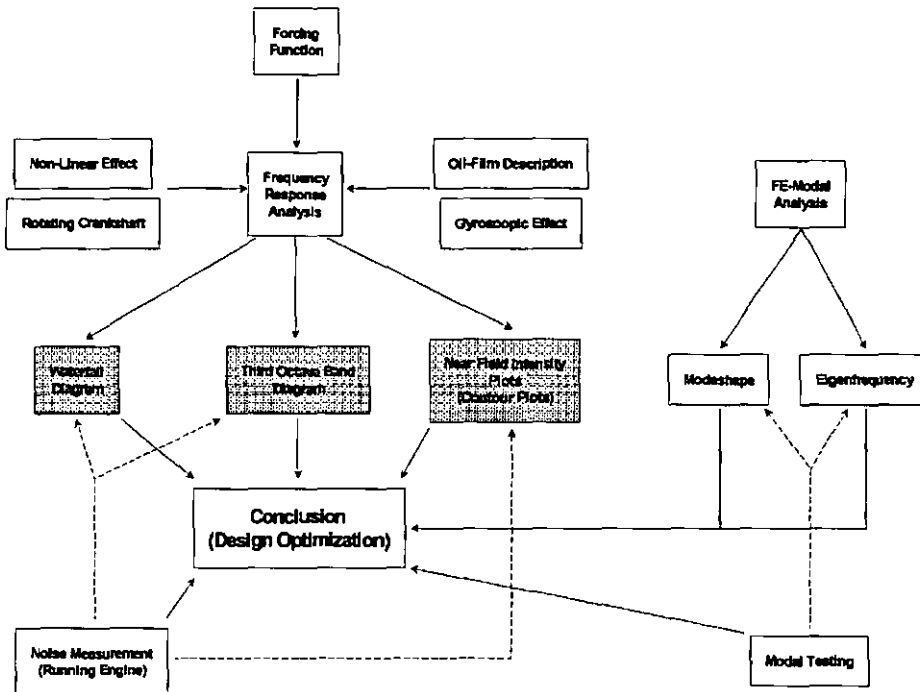 Forcing
Function
Non-Linear Effect
Rotating Crankshaft
Frequency
Response
Analysis
Oil-Film Description
Gyroscopic Effect
FE-Modal
Analysis
Waterfall
Diagram
Third Octave Band
Diagram
Near Field Intensity
Plots
(Contour Plots)
Modeshape
Eigenfrequency
Conclusion
(Design Optimization)
Noise Measurement
(Running Engine)
Modal Testing